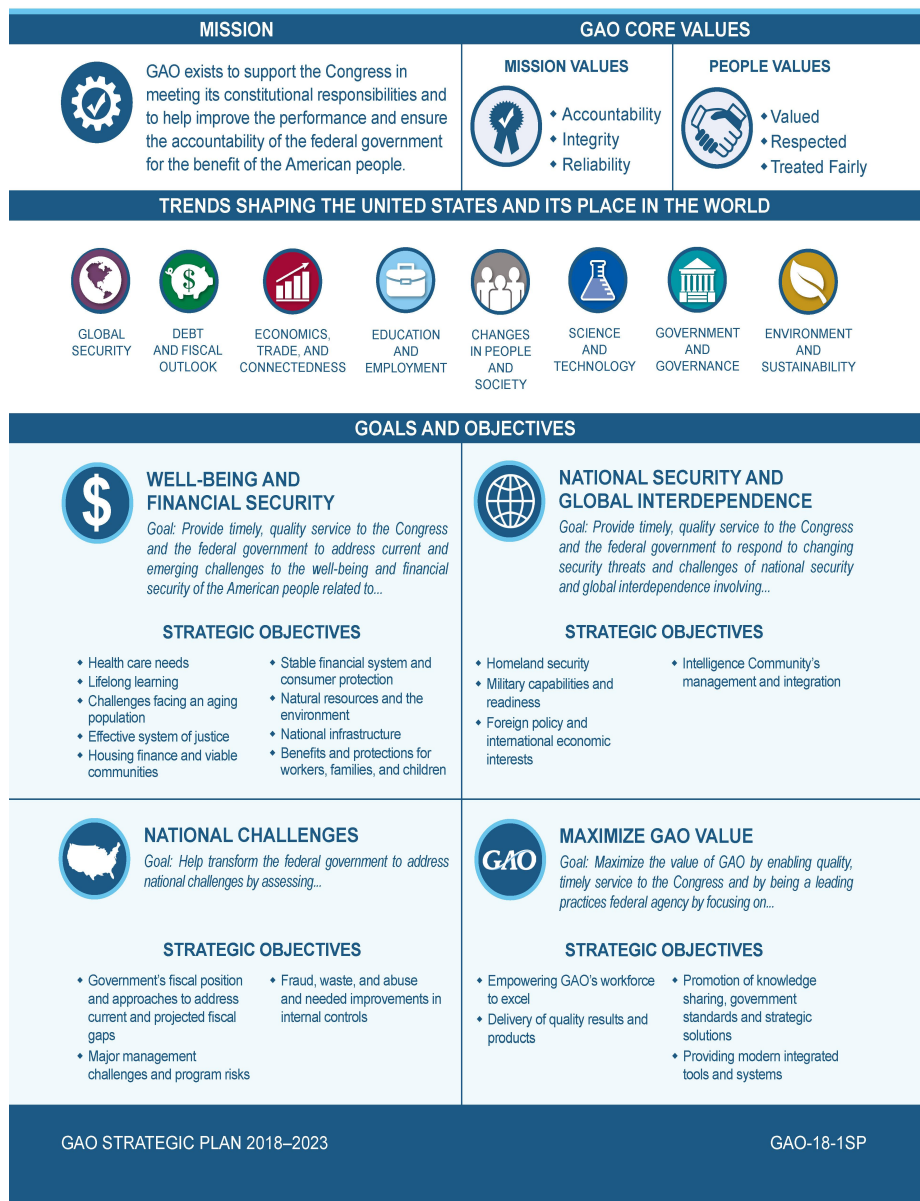 MISSION
GAO exists to support the Congress in
meeting its constitutional responsibilities and
to help improve the performance and ensure
the accountability of the federal government
for the benefit of the American people.
GAO CORE VALUES
MISSION VALUES
◆ Accountability
◆ Integrity
◆ Reliability
PEOPLE VALUES
◆ Valued
◆ Respected
◆ Treated Fairly
TRENDS SHAPING THE UNITED STATES AND ITS PLACE IN THE WORLD
GLOBAL
SECURITY
$
DEBT
AND FISCAL
OUTLOOK
ECONOMICS,
TRADE, AND
CONNECTEDNESS
EDUCATION
AND
EMPLOYMENT
CHANGES
IN PEOPLE
AND
SOCIETY
SCIENCE
AND
TECHNOLOGY
GOVERNMENT
AND
GOVERNANCE
ENVIRONMENT
AND
SUSTAINABILITY
GOALS AND OBJECTIVES
$
WELL-BEING AND
FINANCIAL SECURITY
Goal: Provide timely, quality service to the Congress
and the federal government to address current and
emerging challenges to the well-being and financial
security of the American people related to...
STRATEGIC OBJECTIVES
◆ Health care needs
◆ Lifelong learning
◆ Challenges facing an aging
population
◆ Effective system of justice
◆ Housing finance and viable
communities
◆ Stable financial system and
consumer protection
◆ Natural resources and the
environment
◆ National infrastructure
◆ Benefits and protections for
workers, families, and children
NATIONAL SECURITY AND
GLOBAL INTERDEPENDENCE
Goal: Provide timely, quality service to the Congress
and the federal government to respond to changing
security threats and challenges of national security
and global interdependence involving...
STRATEGIC OBJECTIVES
◆ Homeland security
◆ Military capabilities and
readiness
◆ Foreign policy and
international economic
interests
◆ Intelligence Community's
management and integration
NATIONAL CHALLENGES
Goal: Help transform the federal government to address
national challenges by assessing...
STRATEGIC OBJECTIVES
◆ Government's fiscal position
and approaches to address
current and projected fiscal
gaps
◆ Major management
challenges and program risks
◆ Fraud, waste, and abuse
and needed improvements in
internal controls
GAO
MAXIMIZE GAO VALUE
Goal: Maximize the value of GAO by enabling quality,
timely service to the Congress and by being a leading
practices federal agency by focusing on...
STRATEGIC OBJECTIVES
◆ Empowering GAO's workforce
to excel
◆ Delivery of quality results and
products
◆ Promotion of knowledge
sharing, government
standards and strategic
solutions
◆ Providing modern integrated
tools and systems
GAO STRATEGIC PLAN 2018–2023
GAO-18-1SP